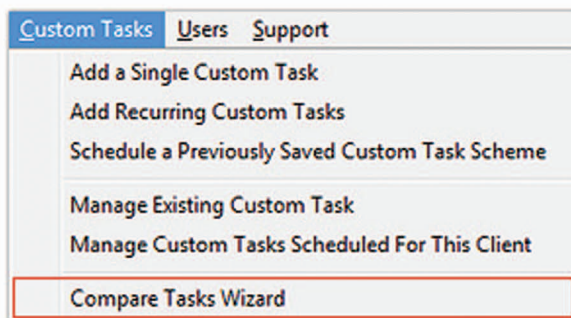 Custom Tasks Users Support
Add a Single Custom Task
Add Recurring Custom Tasks
Schedule a Previously Saved Custom Task Scheme
Manage Existing Custom Task
Manage Custom Tasks Scheduled For This Client
Compare Tasks Wizard